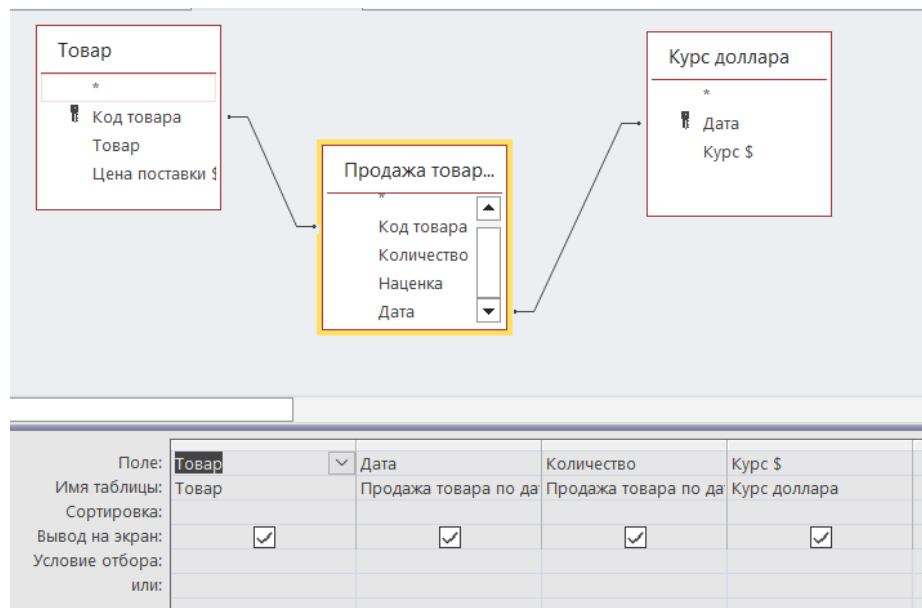 Товар
*
Код товара
Товар
Цена поставки $
Продажа товар...
*
Код товара
Количество
Наценка
Дата
Курс доллара
*
Дата
Курс $
Поле: Товар Дата Количество Курс $
Имя таблицы: Товар Продажа товара по да Продажа товара по да Курс доллара
Сортировка:
Вывод на экран:
Условие отбора:
или: